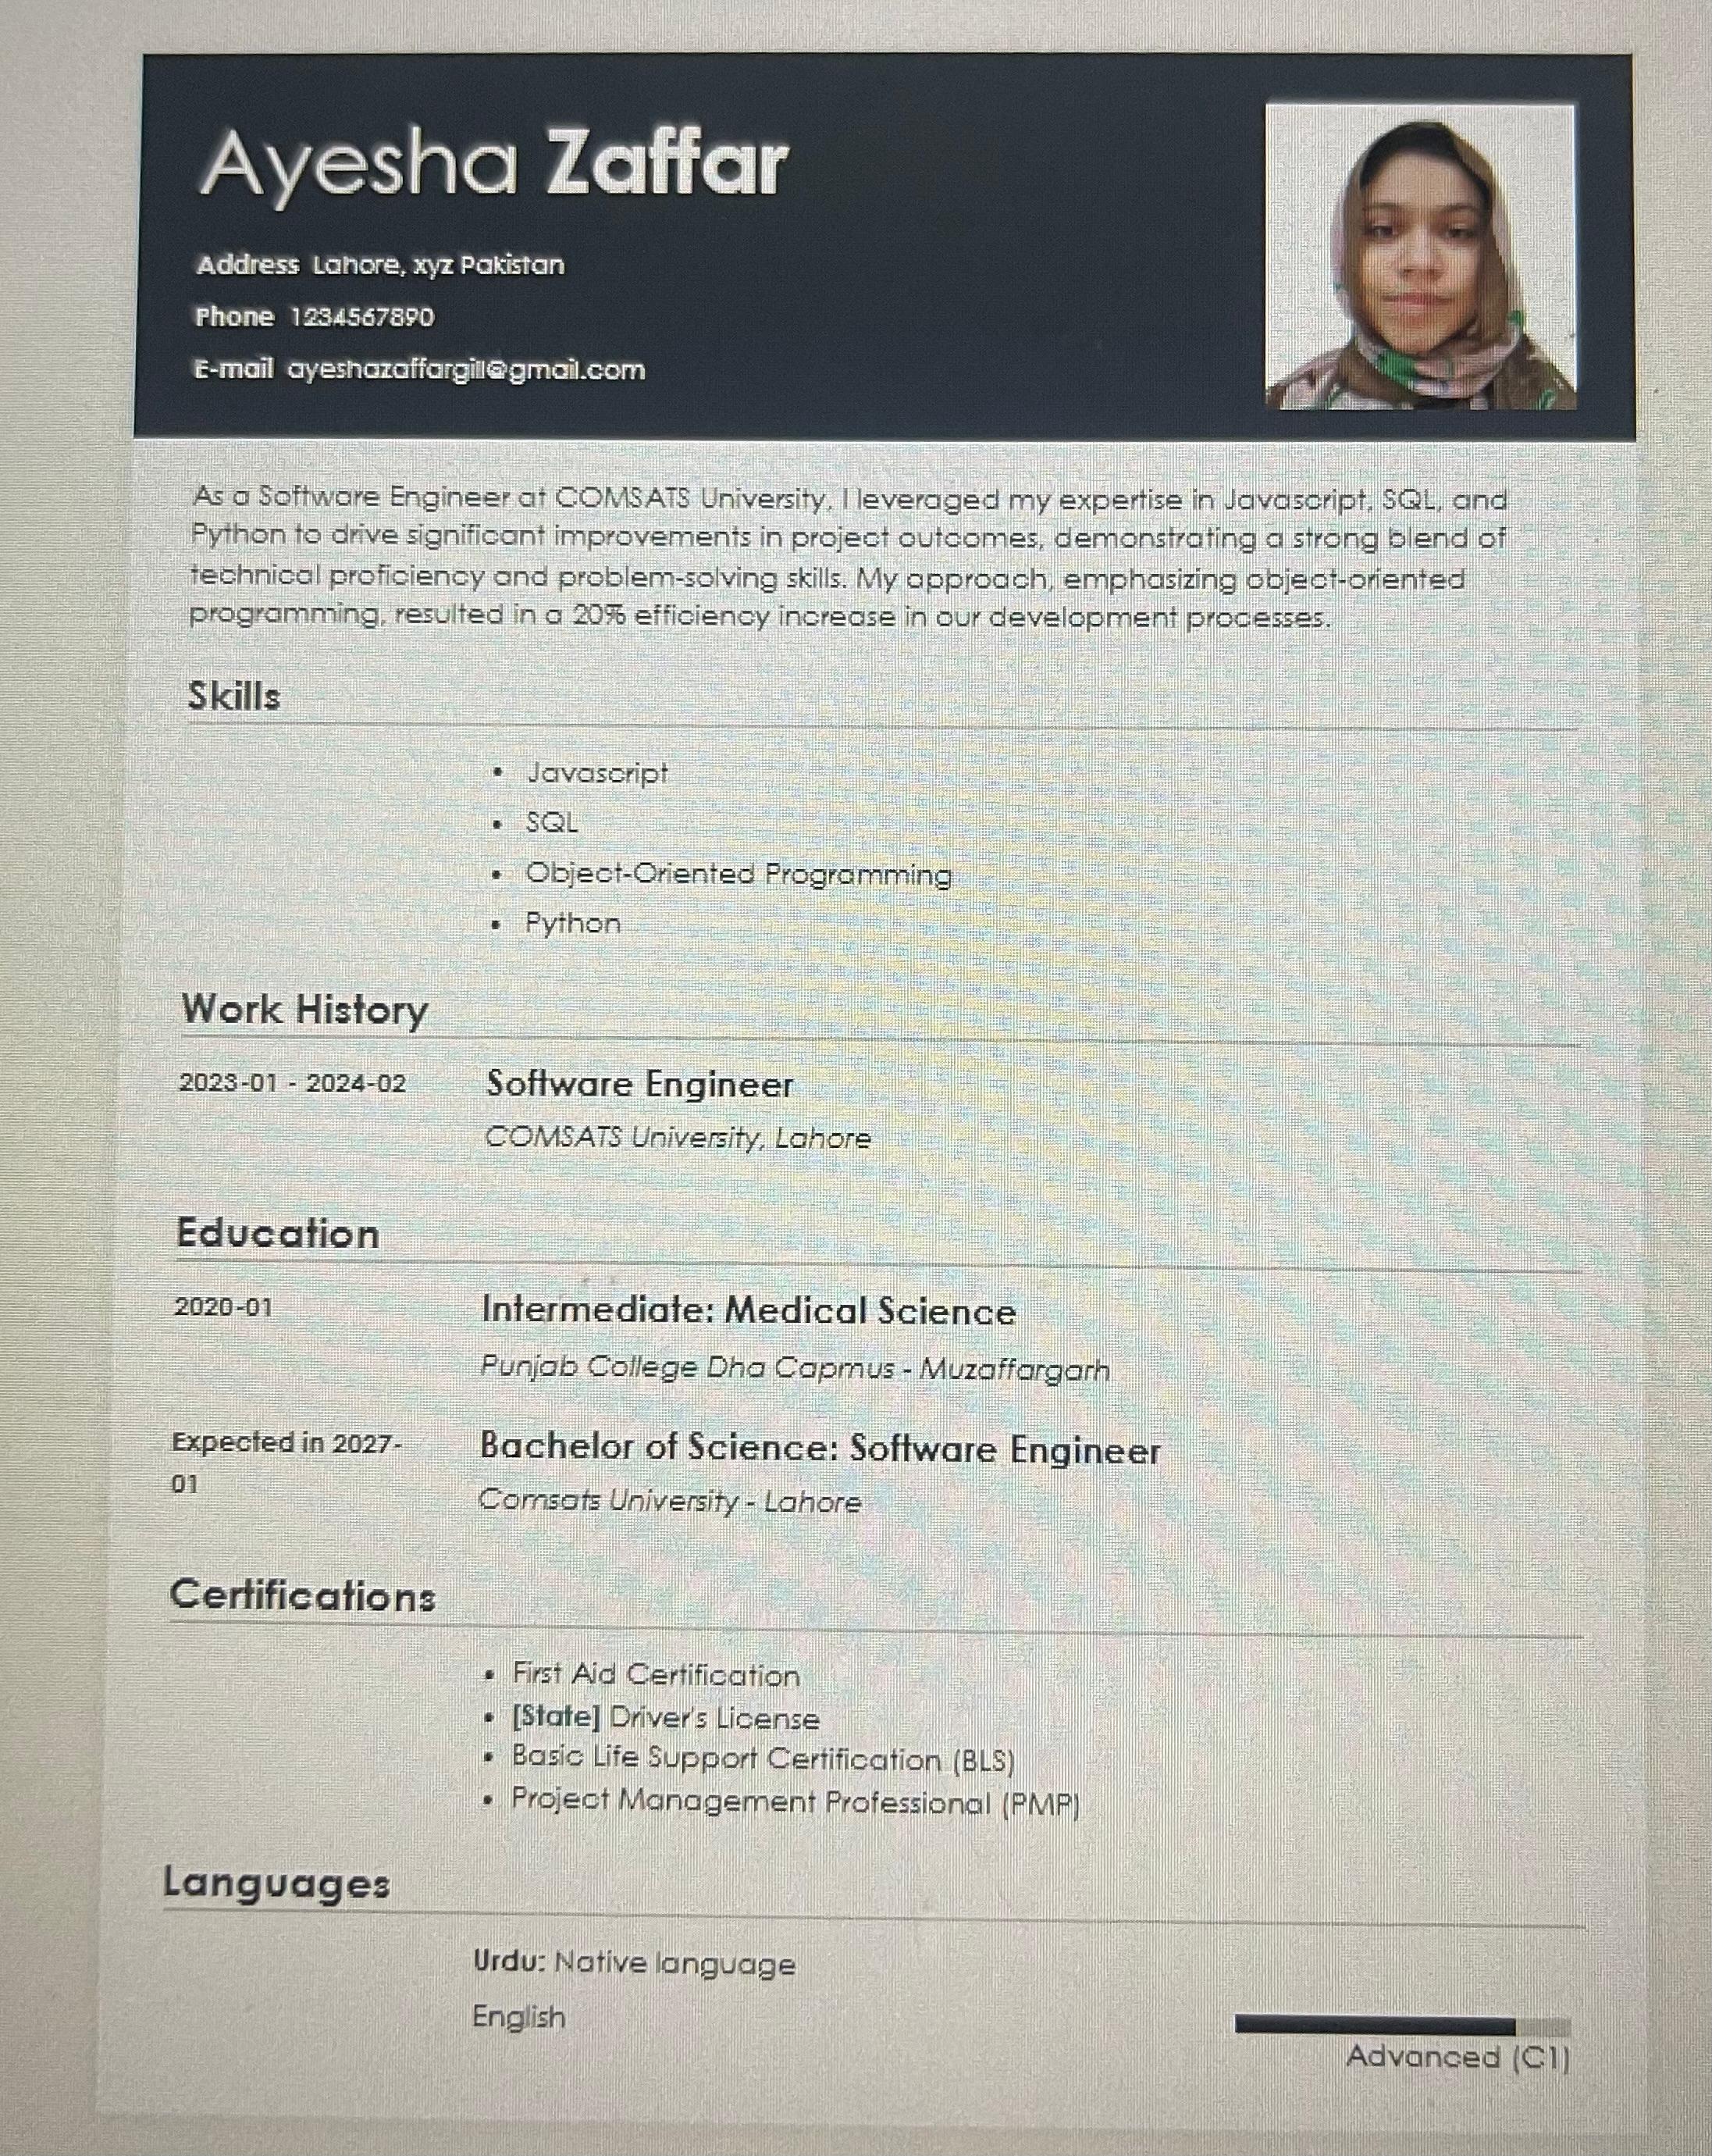 Ayesha Zaffar
Address Lahore, xyz Pakistan
Phone 1234567890
E-mail ayeshazaffargill@gmail.com
As a Software Engineer at COMSATS University, I leveraged my expertise in Javascript, SQL, and
Python to drive significant improvements in project outcomes, demonstrating a strong blend of
technical proficiency and problem-solving skills. My approach, emphasizing object-oriented
programming, resulted in a 20% efficiency increase in our development processes.
Skills
• Javascript
• SQL
• Object-Oriented Programming
• Python
Work History
2023-01 - 2024-02 Software Engineer
COMSATS University, Lahore
Education
2020-01 Intermediate: Medical Science
Punjab College Dha Capmus - Muzaffargarh
Expected in 2027- Bachelor of Science: Software Engineer
01 Comsats University - Lahore
Certifications
• First Aid Certification
• [State] Driver's License
• Basic Life Support Certification (BLS)
• Project Management Professional (PMP)
Languages
Urdu: Native language
English
Advanced (C1)